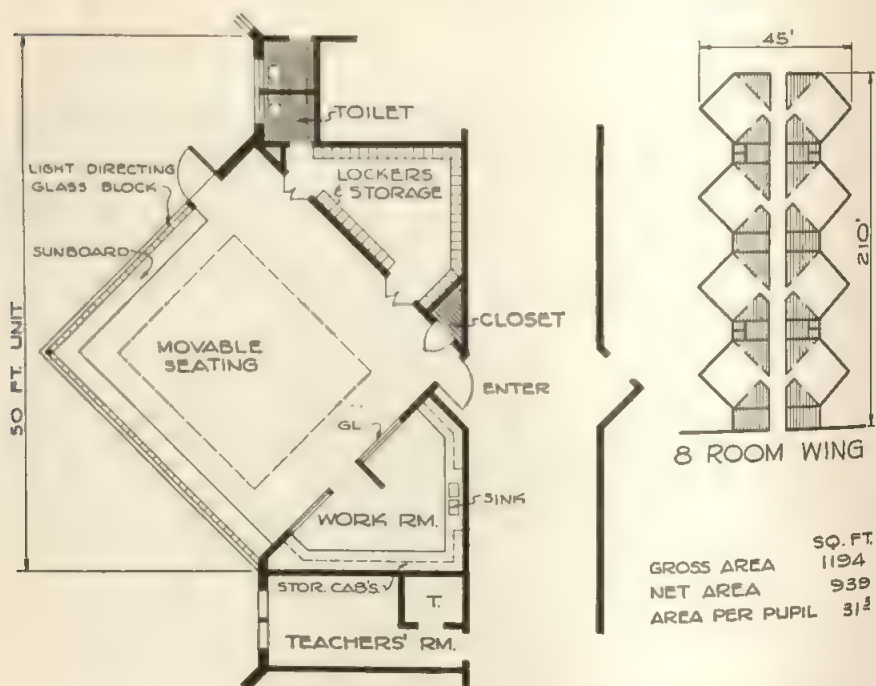 45'
TOILET
LIGHT DIRECTING
GLASS BLOCK
LOCKERS
& STORAGE
SUNBOARD
210'
50 FT. UNIT
CLOSET
MOVABLE
SEATING
ENTER
GL
8 ROOM WING
SINK
WORK RM.
STOR. CAB'S.
T.
TEACHERS' RM.
SQ. FT.
GROSS AREA 1194
NET AREA 939
AREA PER PUPIL 31³